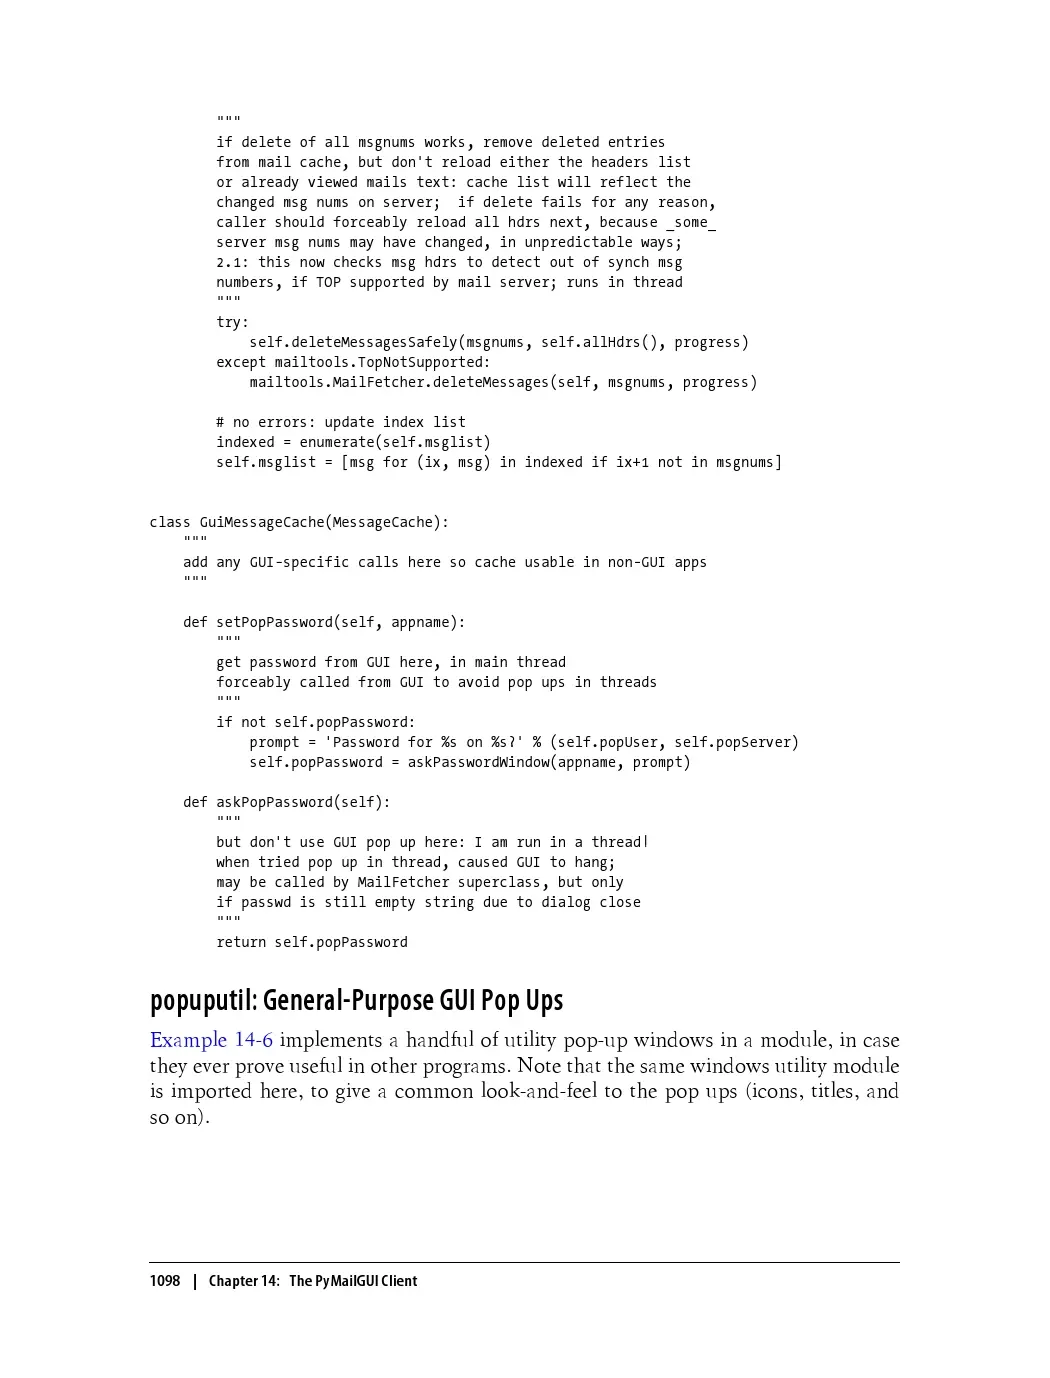 """
        if delete of all msgnums works, remove deleted entries
        from mail cache, but don't reload either the headers list
        or already viewed mails text: cache list will reflect the
        changed msg nums on server;  if delete fails for any reason,
        caller should forceably reload all hdrs next, because _some_
        server msg nums may have changed, in unpredictable ways;
        2.1: this now checks msg hdrs to detect out of synch msg
        numbers, if TOP supported by mail server; runs in thread
        """
        try:
            self.deleteMessagesSafely(msgnums, self.allHdrs(), progress)
        except mailtools.TopNotSupported:
            mailtools.MailFetcher.deleteMessages(self, msgnums, progress)

        # no errors: update index list
        indexed = enumerate(self.msglist)
        self.msglist = [msg for (ix, msg) in indexed if ix+1 not in msgnums]

class GuiMessageCache(MessageCache):
    """
    add any GUI-specific calls here so cache usable in non-GUI apps
    """

    def setPopPassword(self, appname):
        """
        get password from GUI here, in main thread
        forceably called from GUI to avoid pop ups in threads
        """
        if not self.popPassword:
            prompt = 'Password for %s on %s?' % (self.popUser, self.popServer)
            self.popPassword = askPasswordWindow(appname, prompt)

    def askPopPassword(self):
        """
        but don't use GUI pop up here: I am run in a thread!
        when tried pop up in thread, caused GUI to hang;
        may be called by MailFetcher superclass, but only
        if passwd is still empty string due to dialog close
        """
        return self.popPassword

popuputil: General-Purpose GUI Pop Ups
Example 14-6 implements a handful of utility pop-up windows in a module, in case
they ever prove useful in other programs. Note that the same windows utility module
is imported here, to give a common look-and-feel to the pop ups (icons, titles, and
so on).
1098 | Chapter 14: The PyMailGUI Client